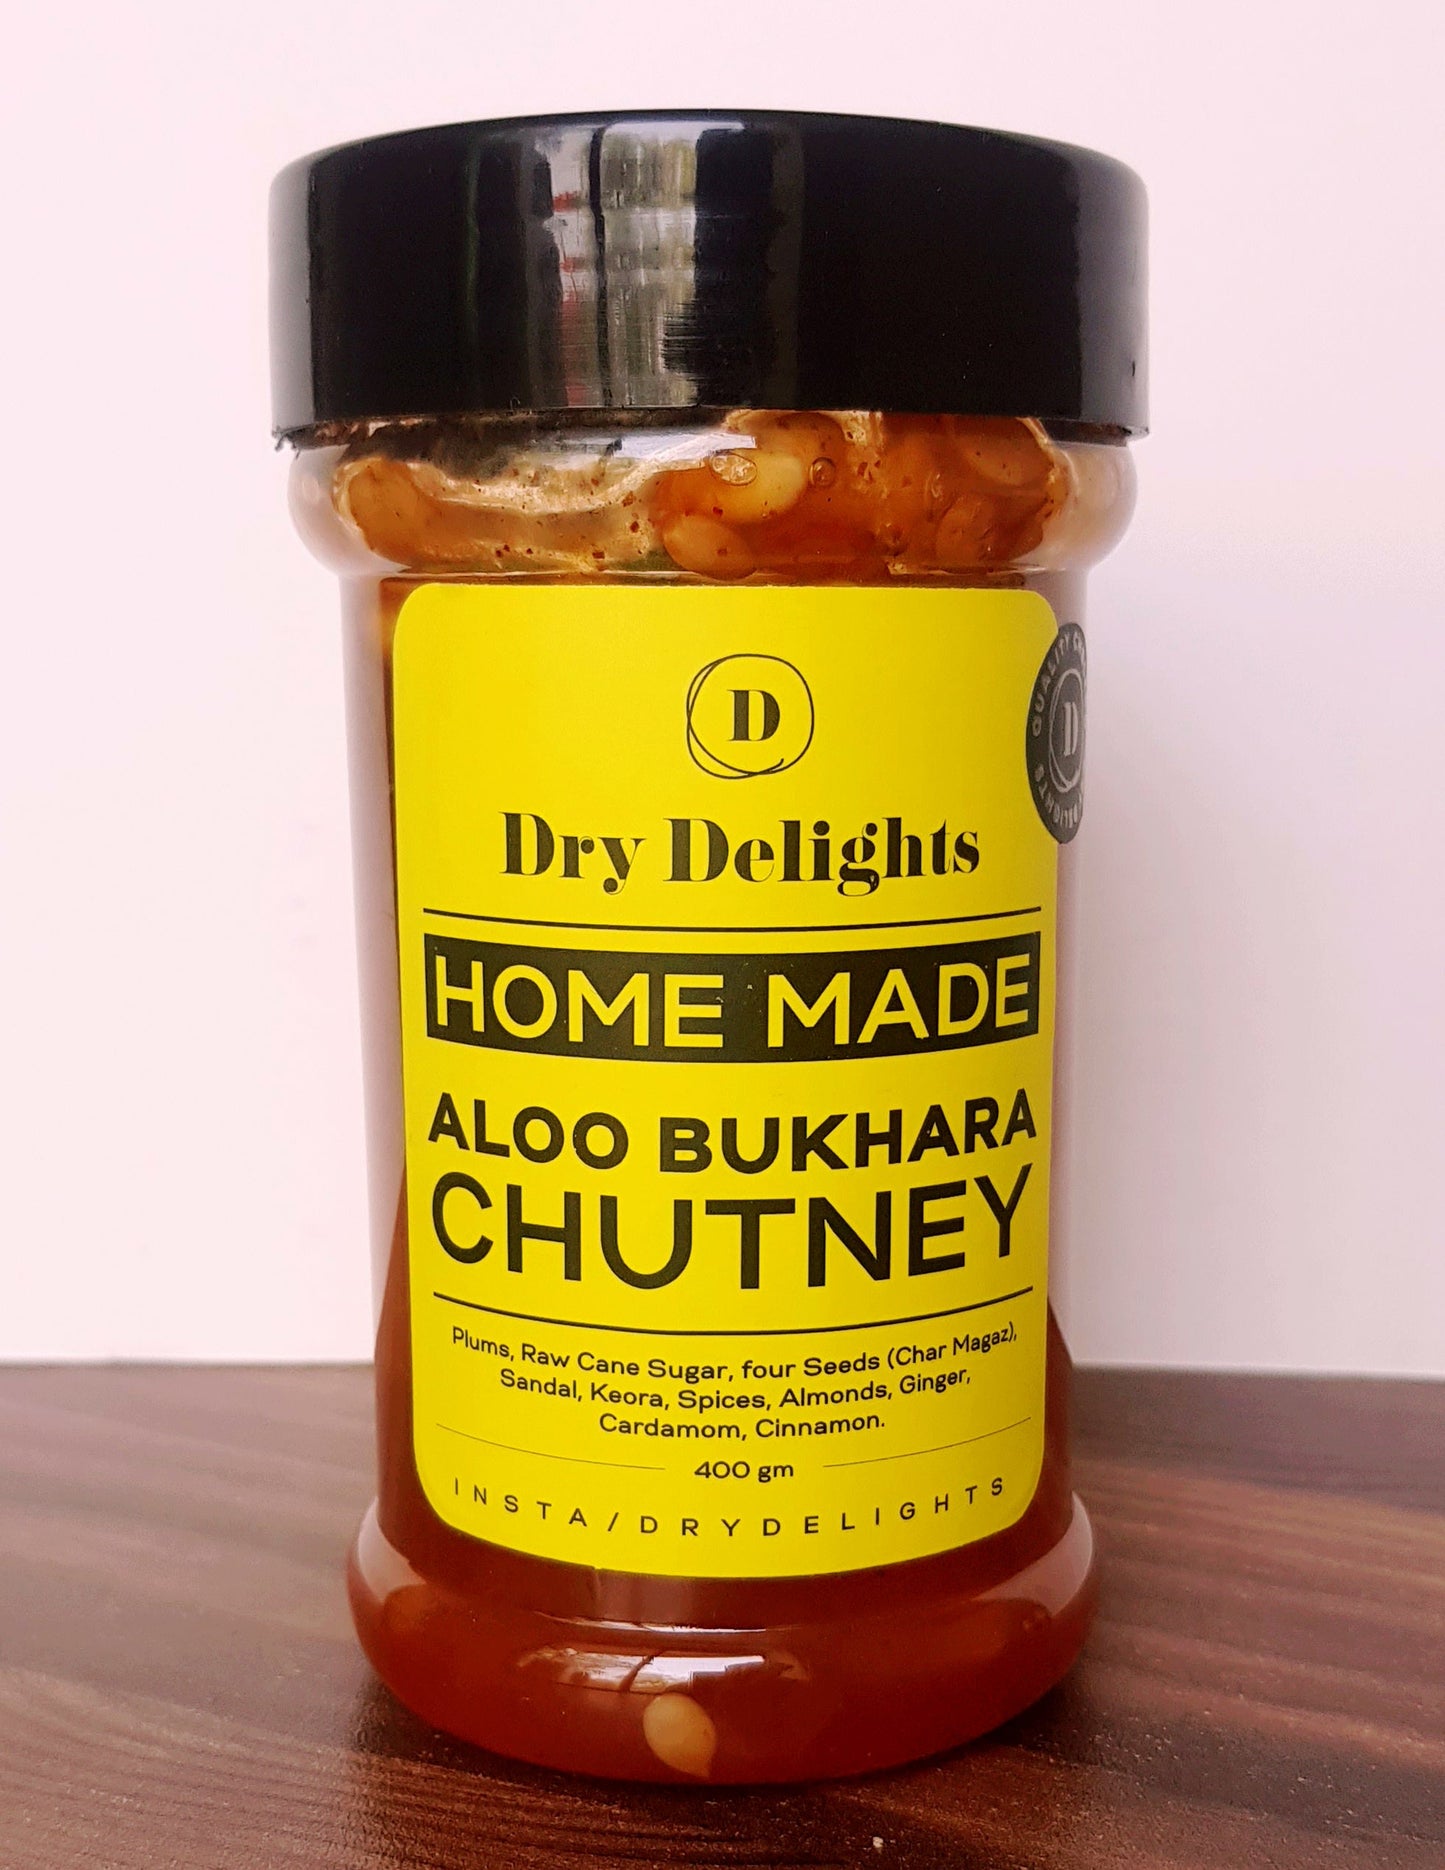 D
Dry Delights
HOME MADE
ALOO BUKHARA
CHUTNEY
Plums, Raw Cane Sugar, four Seeds (Char Magaz),
Sandal, Keora, Spices, Almonds, Ginger,
Cardamom, Cinnamon.
400 gm
INSTA/DRYDELIGHTS
QUALITY
D